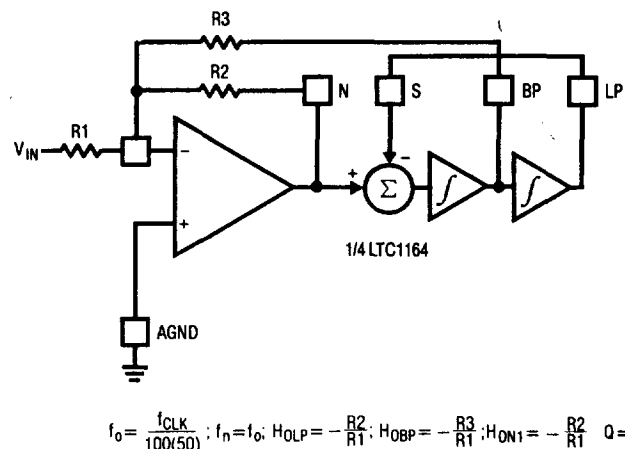 R3
R2
N
S
BP
LP
R1
V_IN
−
+
+
−
Σ
∫
∫
1/4 LTC1164
AGND
f_o = f_CLK / 100(50) ; f_n = f_o; H_OLP = − R2/R1 ; H_OBP = − R3/R1 ; H_ON1 = − R2/R1 Q =